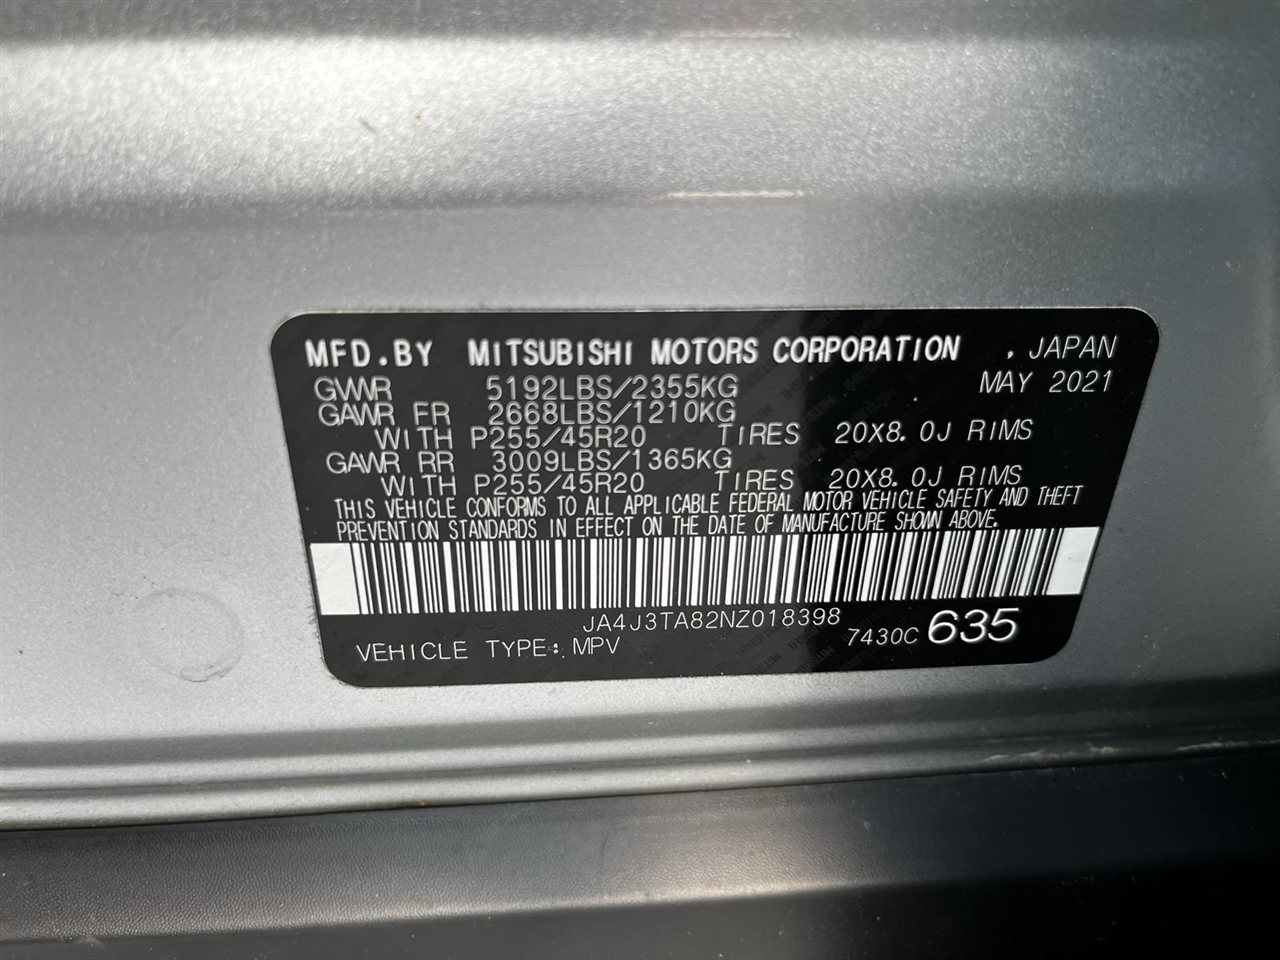 MFD.BY MITSUBISHI MOTORS CORPORATION , JAPAN
GVWR 5192LBS/2355KG MAY 2021
GAWR FR 2668LBS/1210KG
WITH P255/45R20 TIRES 20X8.0J RIMS
GAWR RR 3009LBS/1365KG
WITH P255/45R20 TIRES 20X8.0J RIMS
THIS VEHICLE CONFORMS TO ALL APPLICABLE FEDERAL MOTOR VEHICLE SAFETY AND THEFT
PREVENTION STANDARDS IN EFFECT ON THE DATE OF MANUFACTURE SHOWN ABOVE.
JA4J3TA82NZ018398
VEHICLE TYPE: MPV 7430C 635